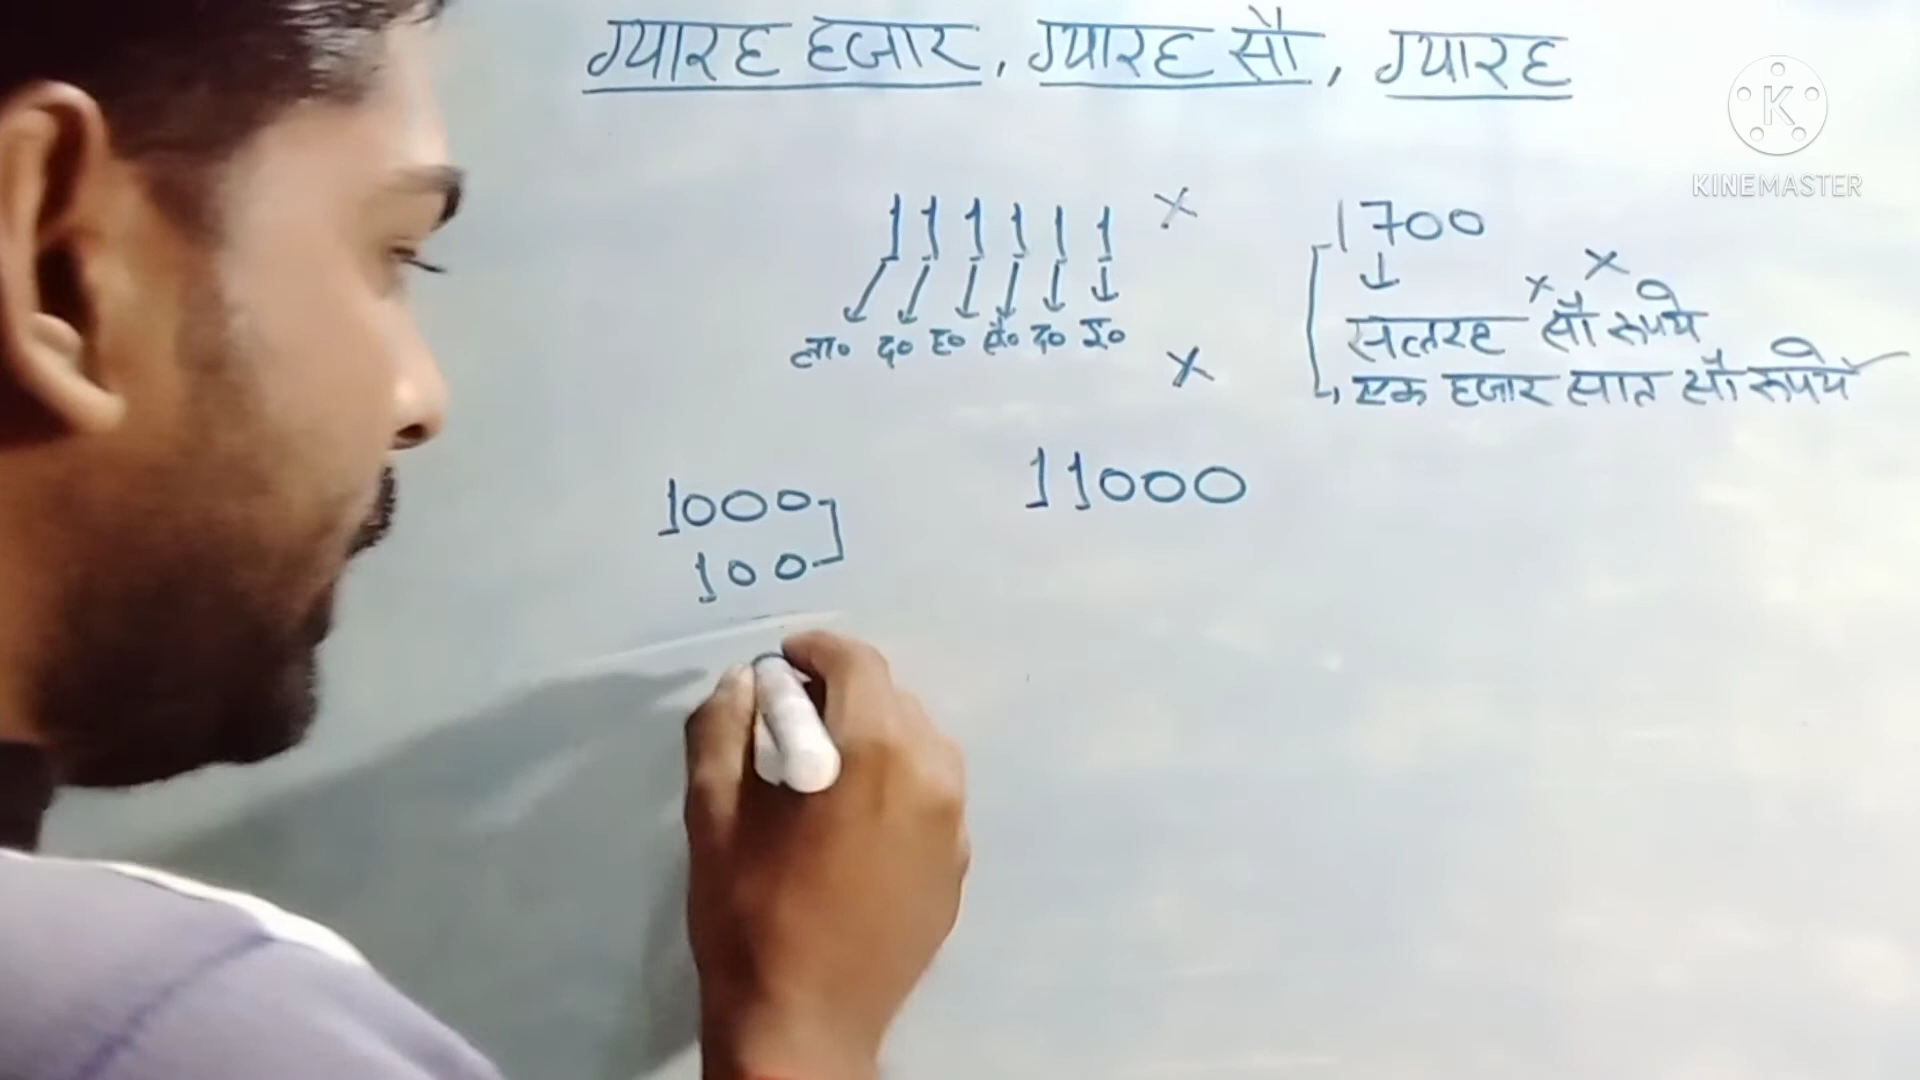 ग्यारह हजार, ग्यारह सौ, ग्यारह
K
KINEMASTER
111111 ×
ला० द० ह० सै० द० इ० ×
1700
× ×
सत्तरह सौ रूपये
एक हजार सात सौ रूपये
1000
100
11000